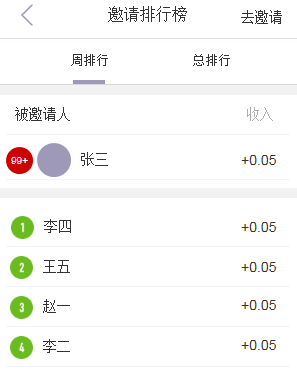 邀请排行榜 去邀请
周排行 总排行
被邀请人 收入
99+ 张三 +0.05
1 李四 +0.05
2 王五 +0.05
3 赵一 +0.05
4 李二 +0.05